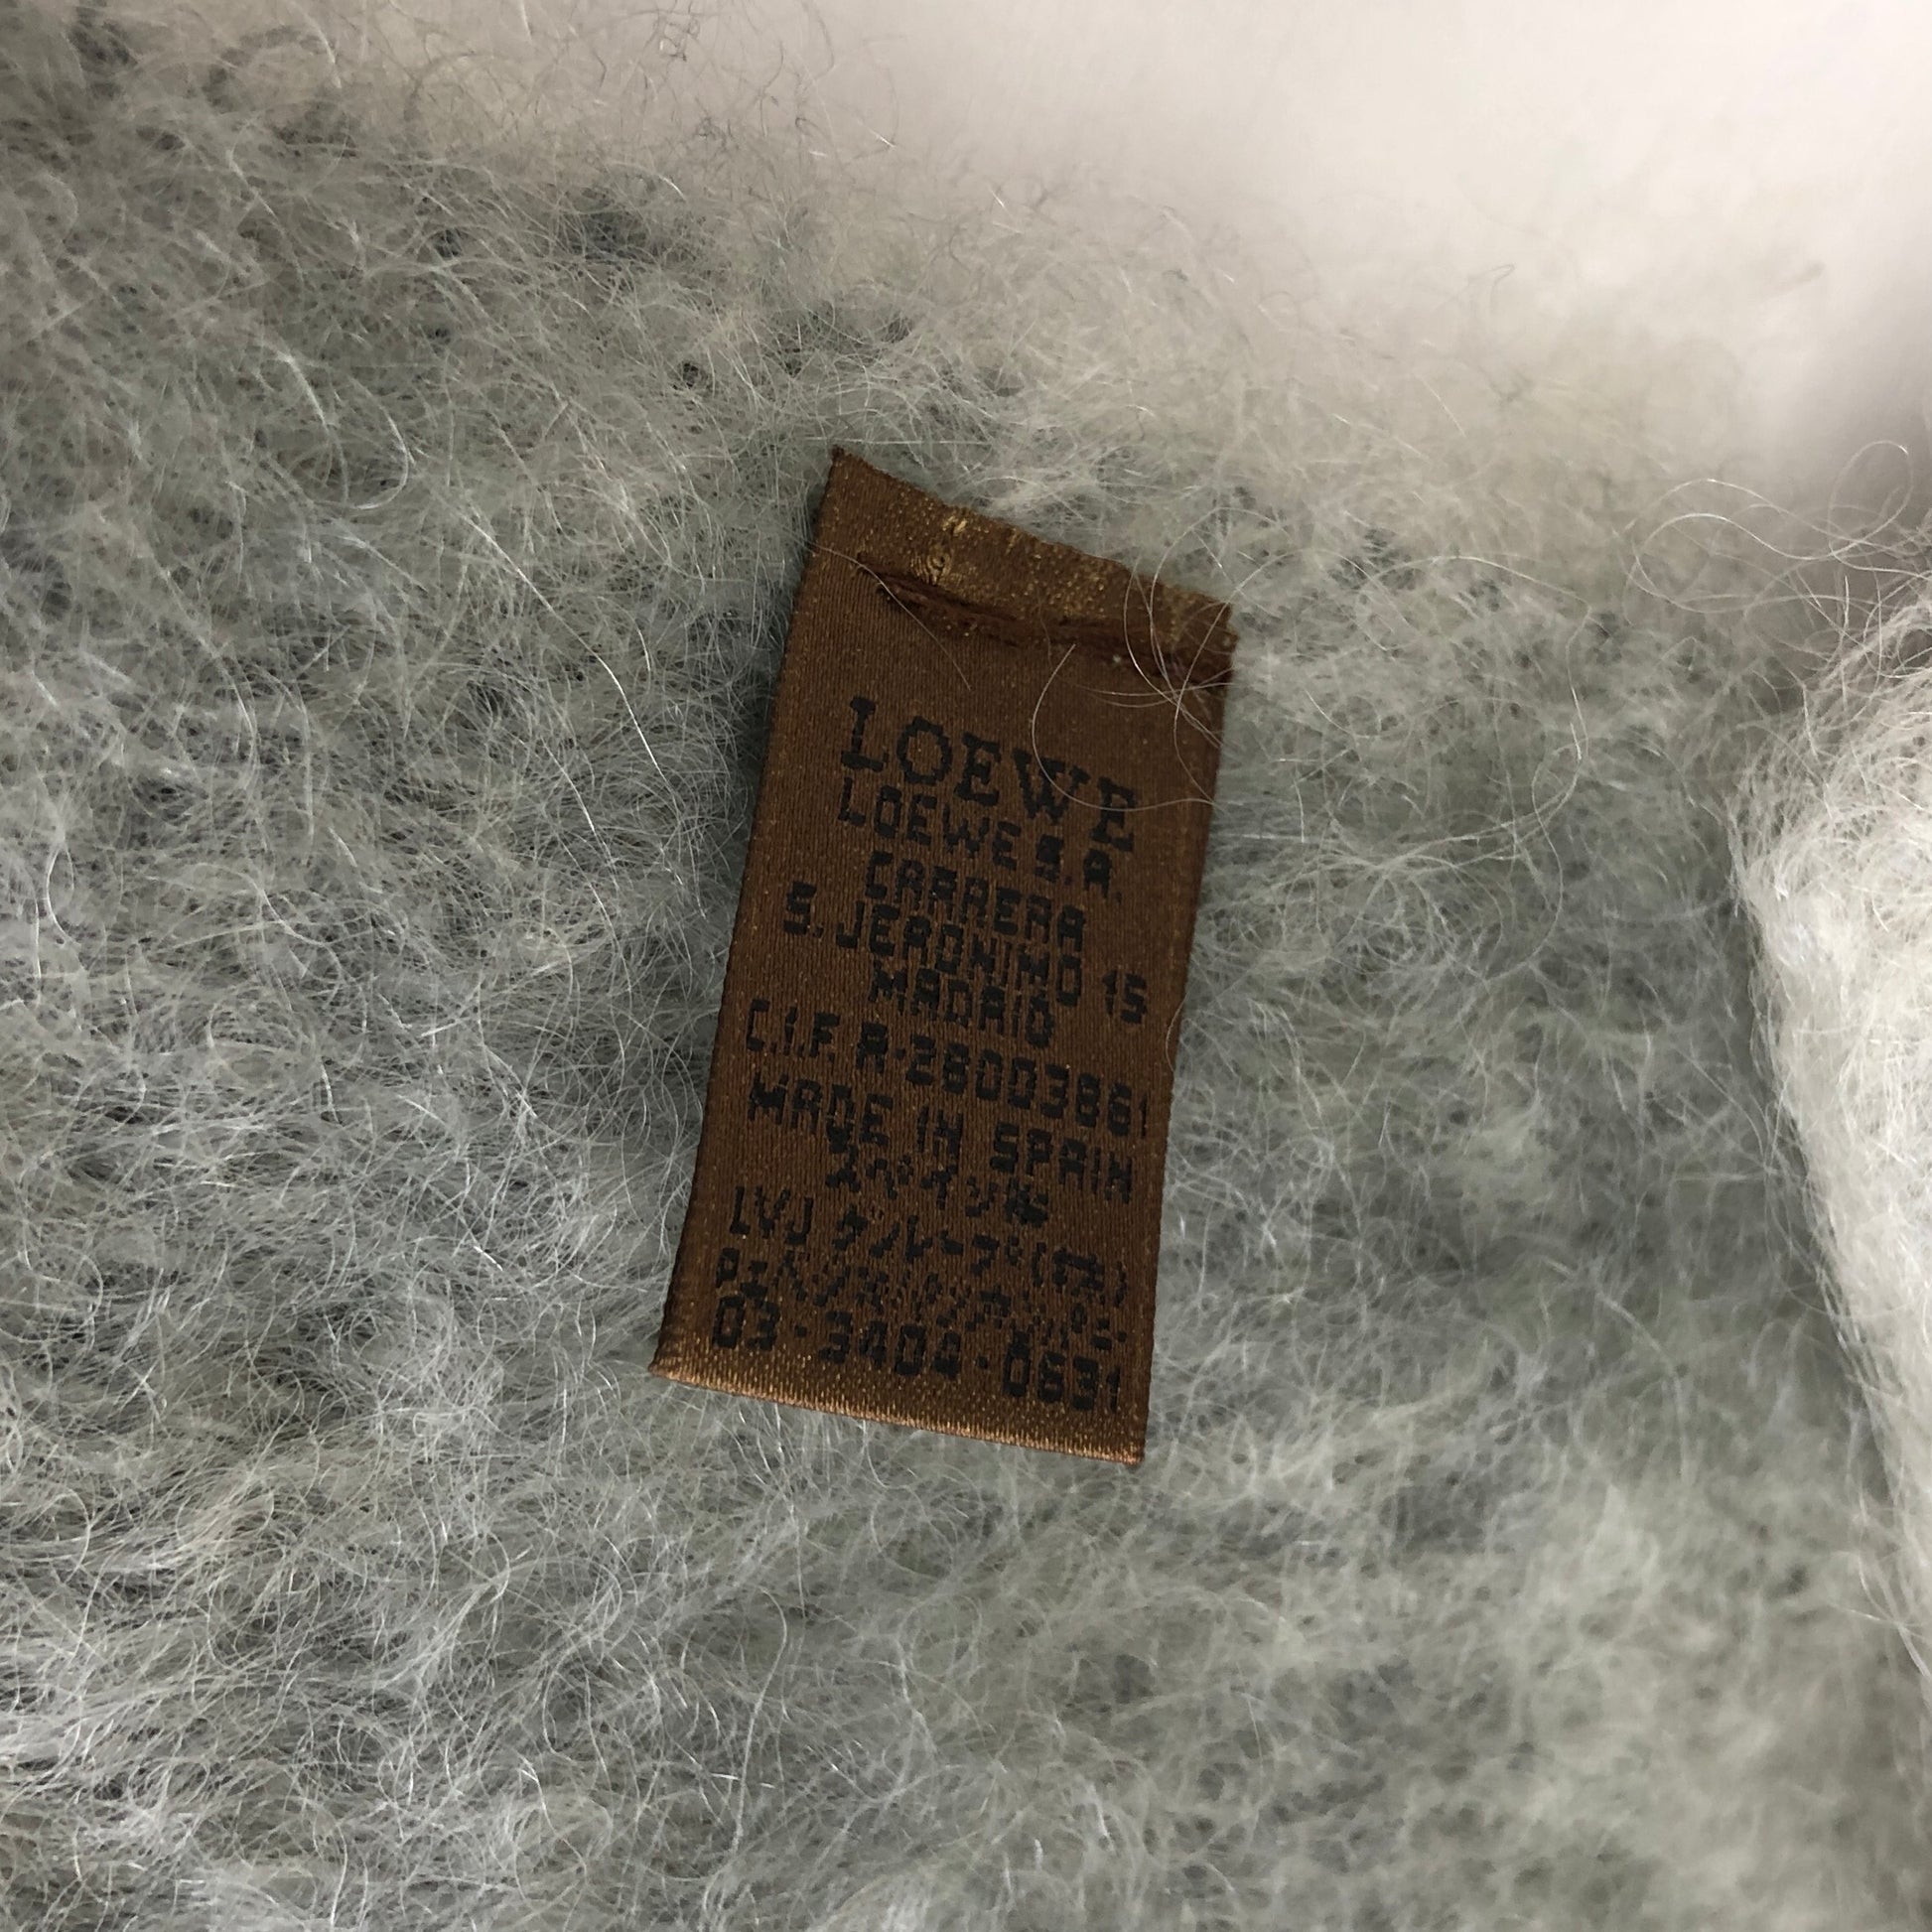 LOEWE
LOEWE S.A.
CARRERA
S. JERONIMO 15
MADRID
C.I.F. A-28003861
MADE IN SPAIN
スペイン製
LVJ グループ(株)
03-3404-0631